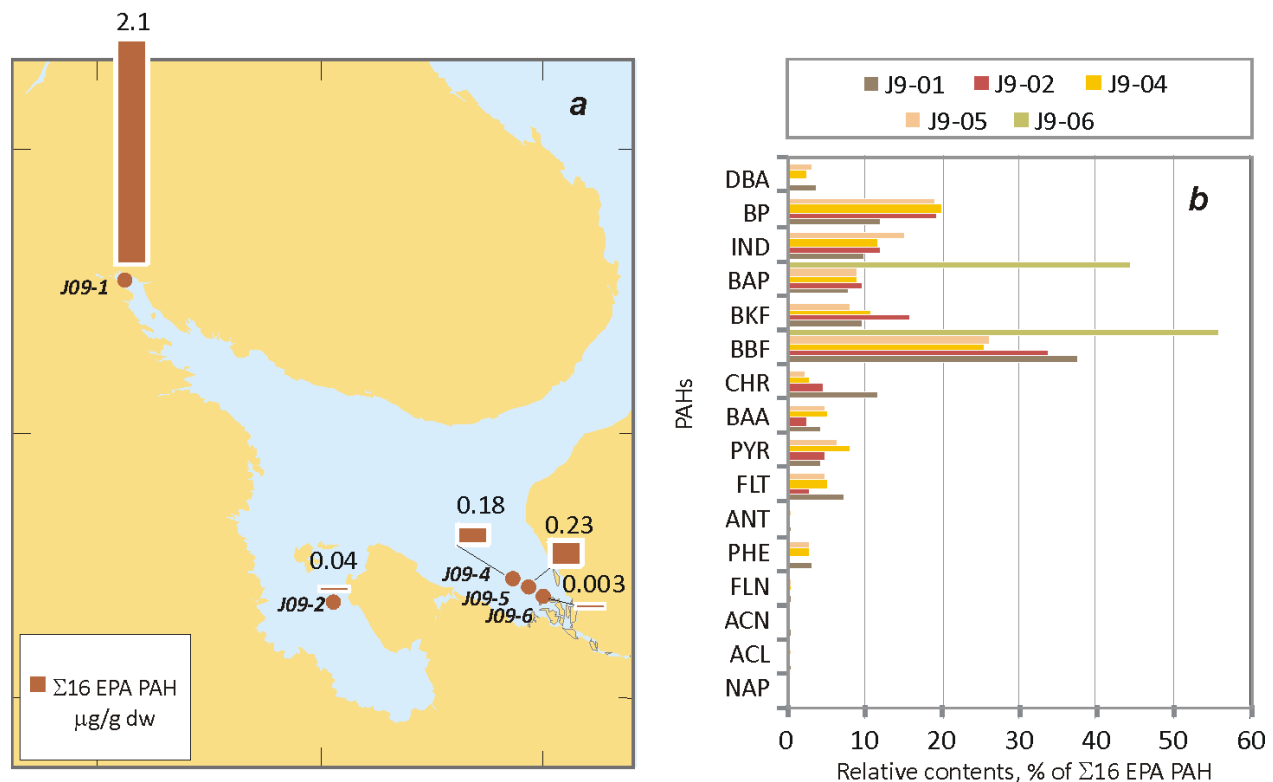 2.1
a
J09-1
0.18
0.23
0.04
0.003
J09-4
J09-5
J09-2
J09-6
Σ16 EPA PAH
μg/g dw
J9-01 J9-02 J9-04
J9-05 J9-06
b
DBA
BP
IND
BAP
BKF
BBF
CHR
BAA
PYR
FLT
ANT
PHE
FLN
ACN
ACL
NAP
PAHs
0 10 20 30 40 50 60
Relative contents, % of Σ16 EPA PAH